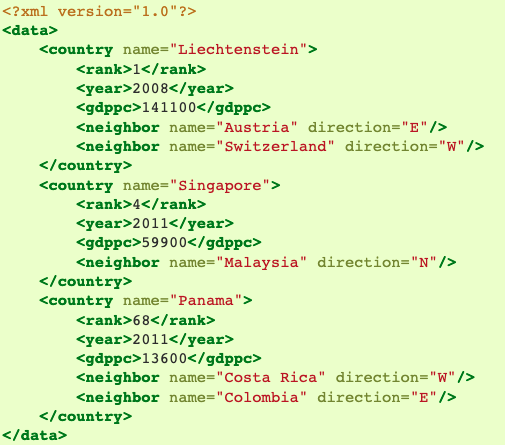 <?xml version="1.0"?>
<data>
    <country name="Liechtenstein">
        <rank>1</rank>
        <year>2008</year>
        <gdppc>141100</gdppc>
        <neighbor name="Austria" direction="E"/>
        <neighbor name="Switzerland" direction="W"/>
    </country>
    <country name="Singapore">
        <rank>4</rank>
        <year>2011</year>
        <gdppc>59900</gdppc>
        <neighbor name="Malaysia" direction="N"/>
    </country>
    <country name="Panama">
        <rank>68</rank>
        <year>2011</year>
        <gdppc>13600</gdppc>
        <neighbor name="Costa Rica" direction="W"/>
        <neighbor name="Colombia" direction="E"/>
    </country>
</data>